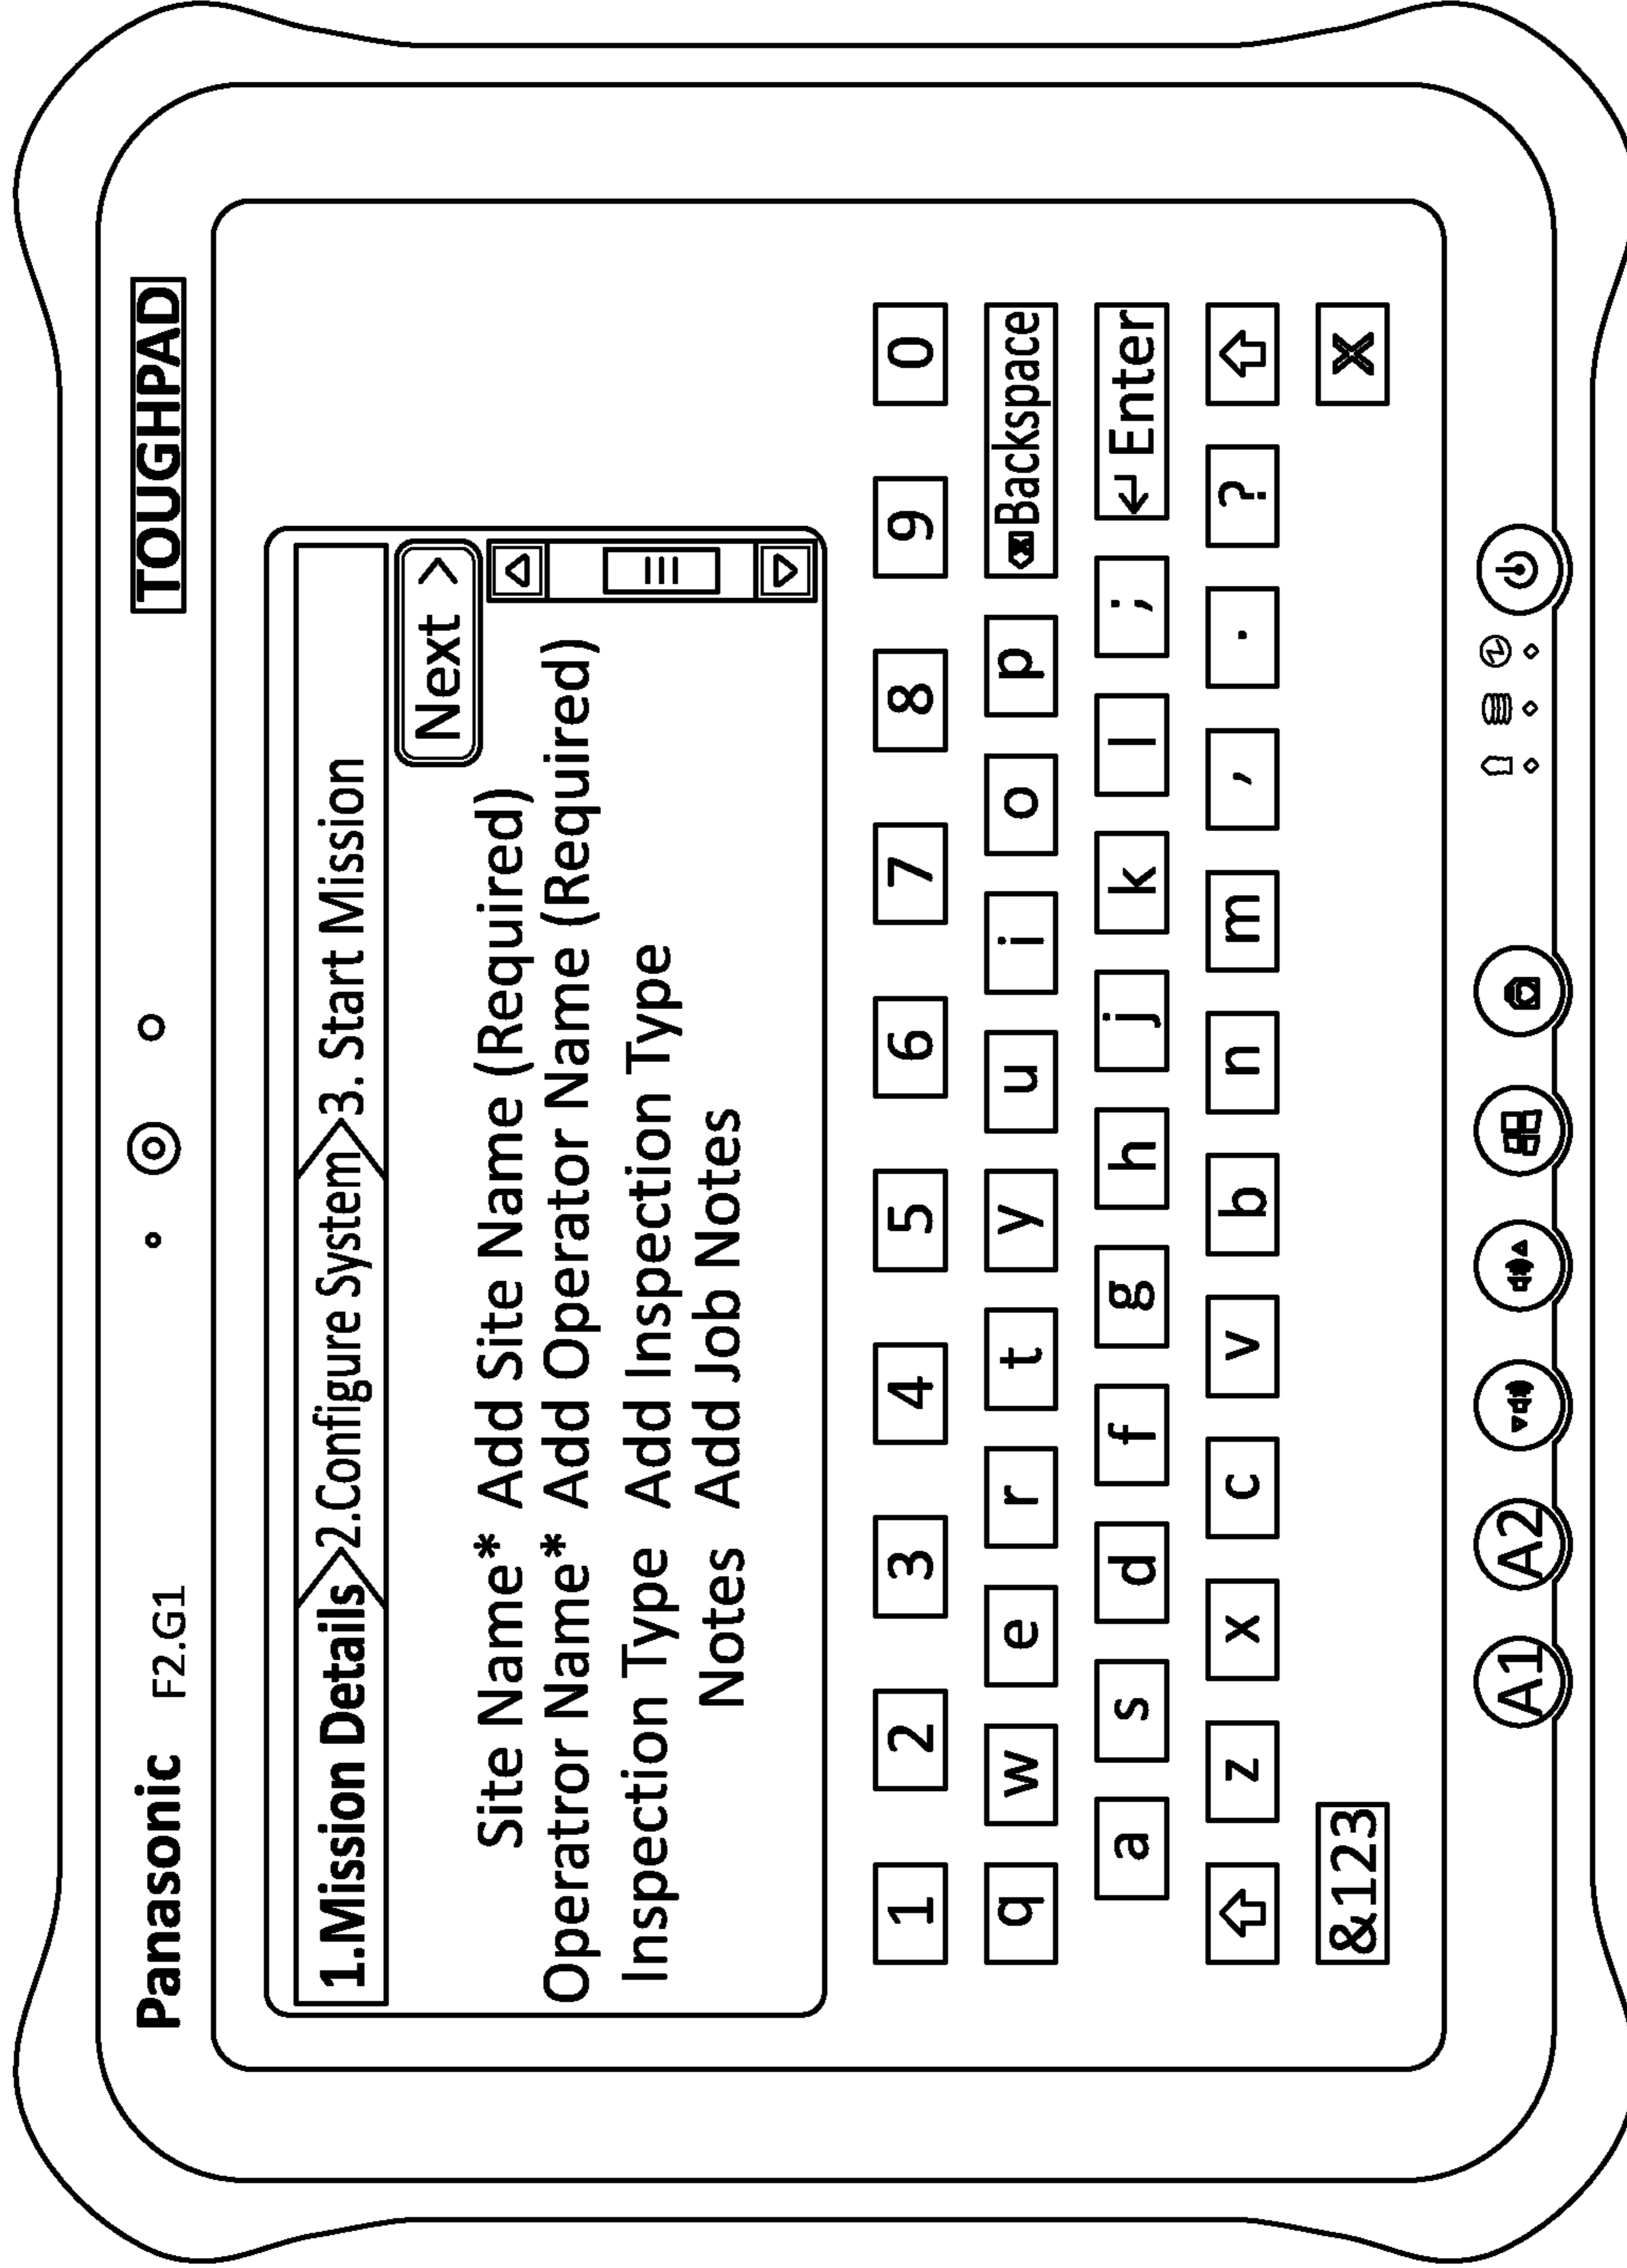 Panasonic F2.G1 TOUGHPAD
1.Mission Details 2.Configure System 3. Start Mission
Next >
Site Name* Add Site Name (Required)
Operatror Name* Add Operator Name (Required)
Inspection Type Add Inspection Type
Notes Add Job Notes
1 2 3 4 5 6 7 8 9 0
q w e r t y u i o p Backspace
a s d f g h j k l ; Enter
z x c v b n m , . ?
&123 X
A1 A2